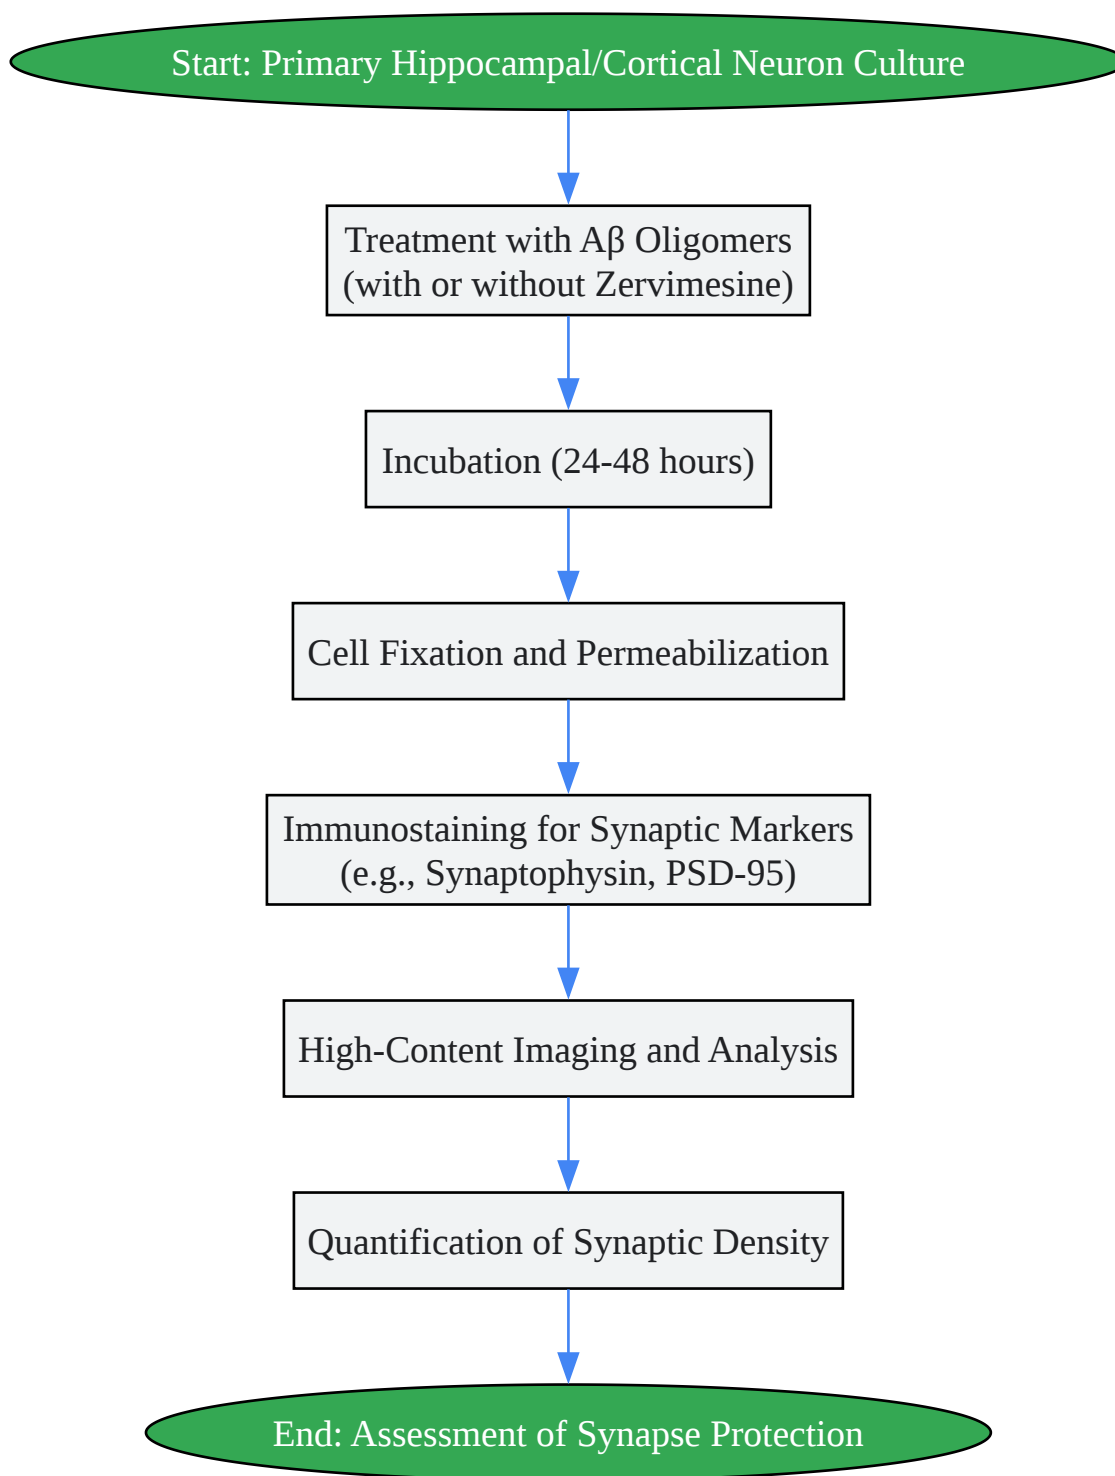 Start: Primary Hippocampal/Cortical Neuron Culture
Treatment with Aβ Oligomers
(with or without Zervimesine)
Incubation (24-48 hours)
Cell Fixation and Permeabilization
Immunostaining for Synaptic Markers
(e.g., Synaptophysin, PSD-95)
High-Content Imaging and Analysis
Quantification of Synaptic Density
End: Assessment of Synapse Protection